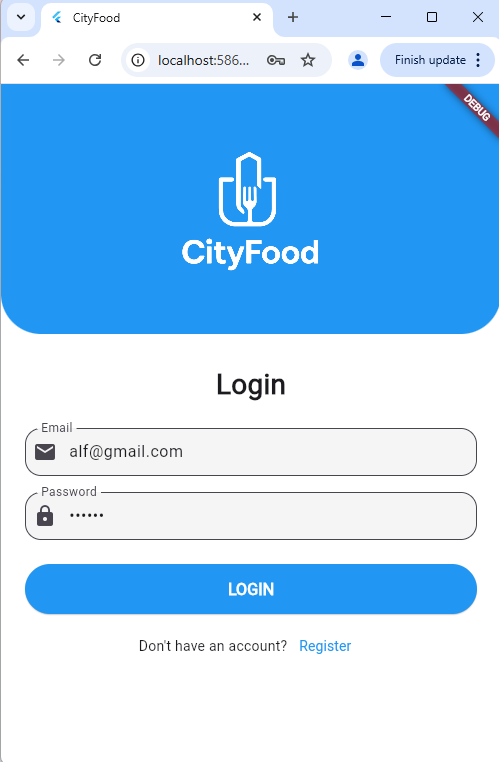 CityFood
localhost:586...
Finish update
DEBUG
CityFood
Login
Email
alf@gmail.com
Password
••••••
LOGIN
Don't have an account? Register